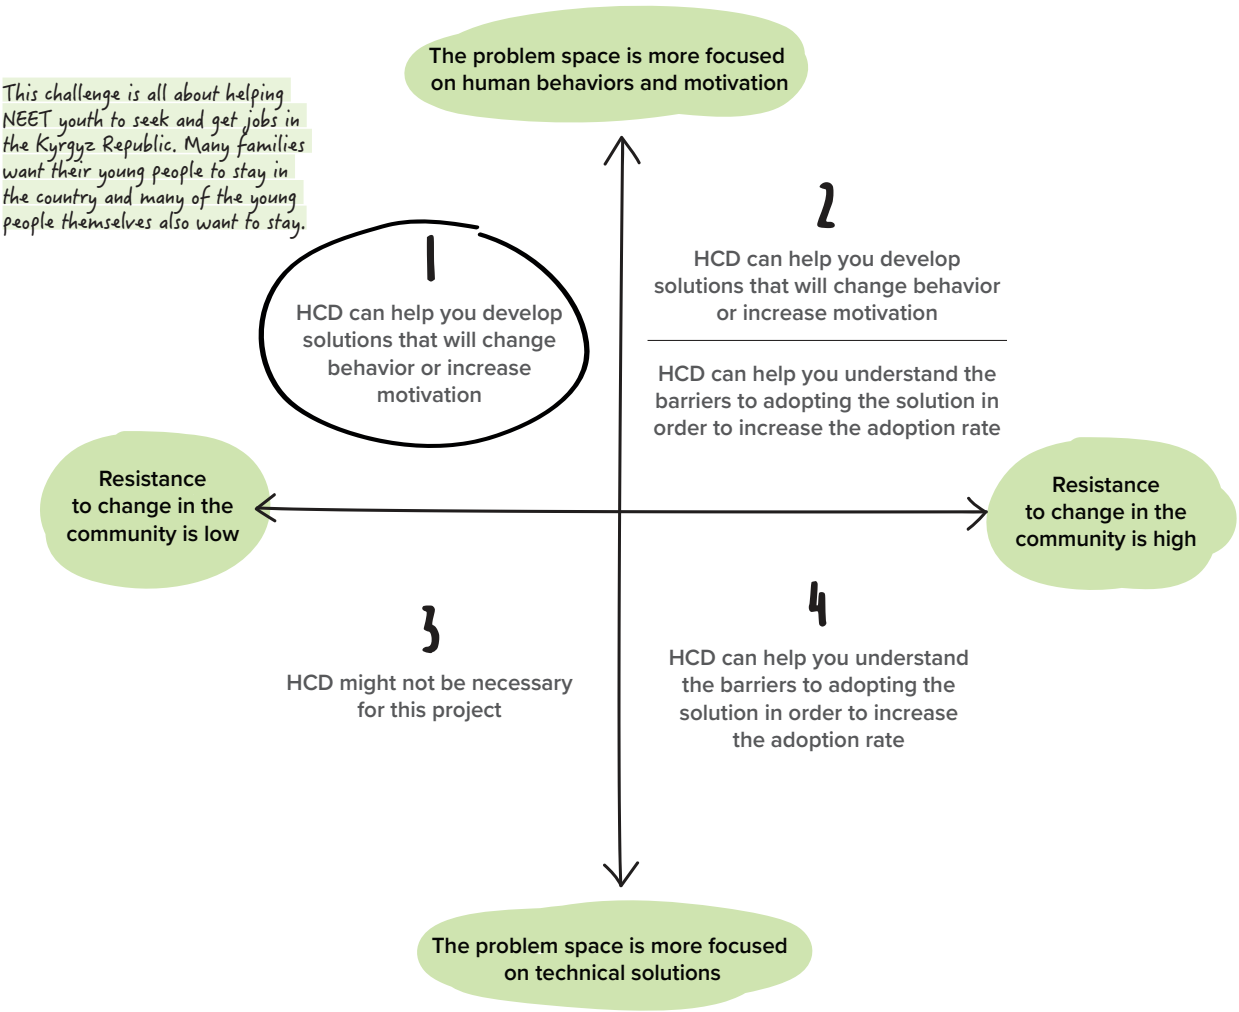 The problem space is more focused
on human behaviors and motivation
This challenge is all about helping
NEET youth to seek and get jobs in
the Kyrgyz Republic. Many families
want their young people to stay in
the country and many of the young
people themselves also want to stay.
1
HCD can help you develop
solutions that will change
behavior or increase
motivation
2
HCD can help you develop
solutions that will change behavior
or increase motivation
HCD can help you understand the
barriers to adopting the solution in
order to increase the adoption rate
Resistance
to change in the
community is low
Resistance
to change in the
community is high
3
HCD might not be necessary
for this project
4
HCD can help you understand
the barriers to adopting the
solution in order to increase
the adoption rate
The problem space is more focused
on technical solutions